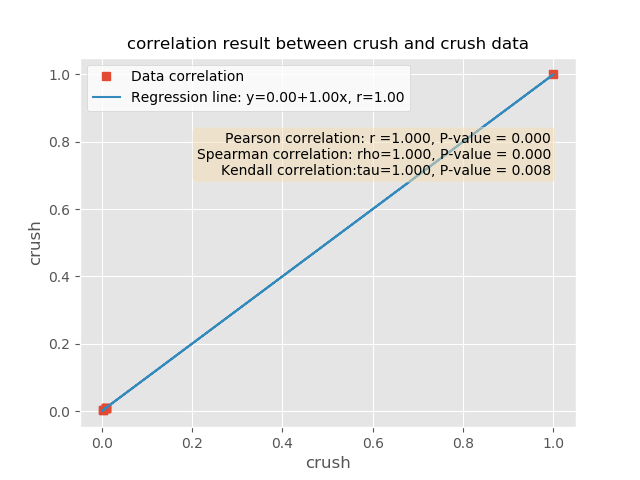 correlation result between crush and crush data
Data correlation
Regression line: y=0.00+1.00x, r=1.00
Pearson correlation: r =1.000, P-value = 0.000
Spearman correlation: rho=1.000, P-value = 0.000
Kendall correlation:tau=1.000, P-value = 0.008
1.0
0.8
0.6
0.4
0.2
0.0
crush
0.0 0.2 0.4 0.6 0.8 1.0
crush